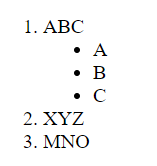 1. ABC
• A
• B
• C
2. XYZ
3. MNO